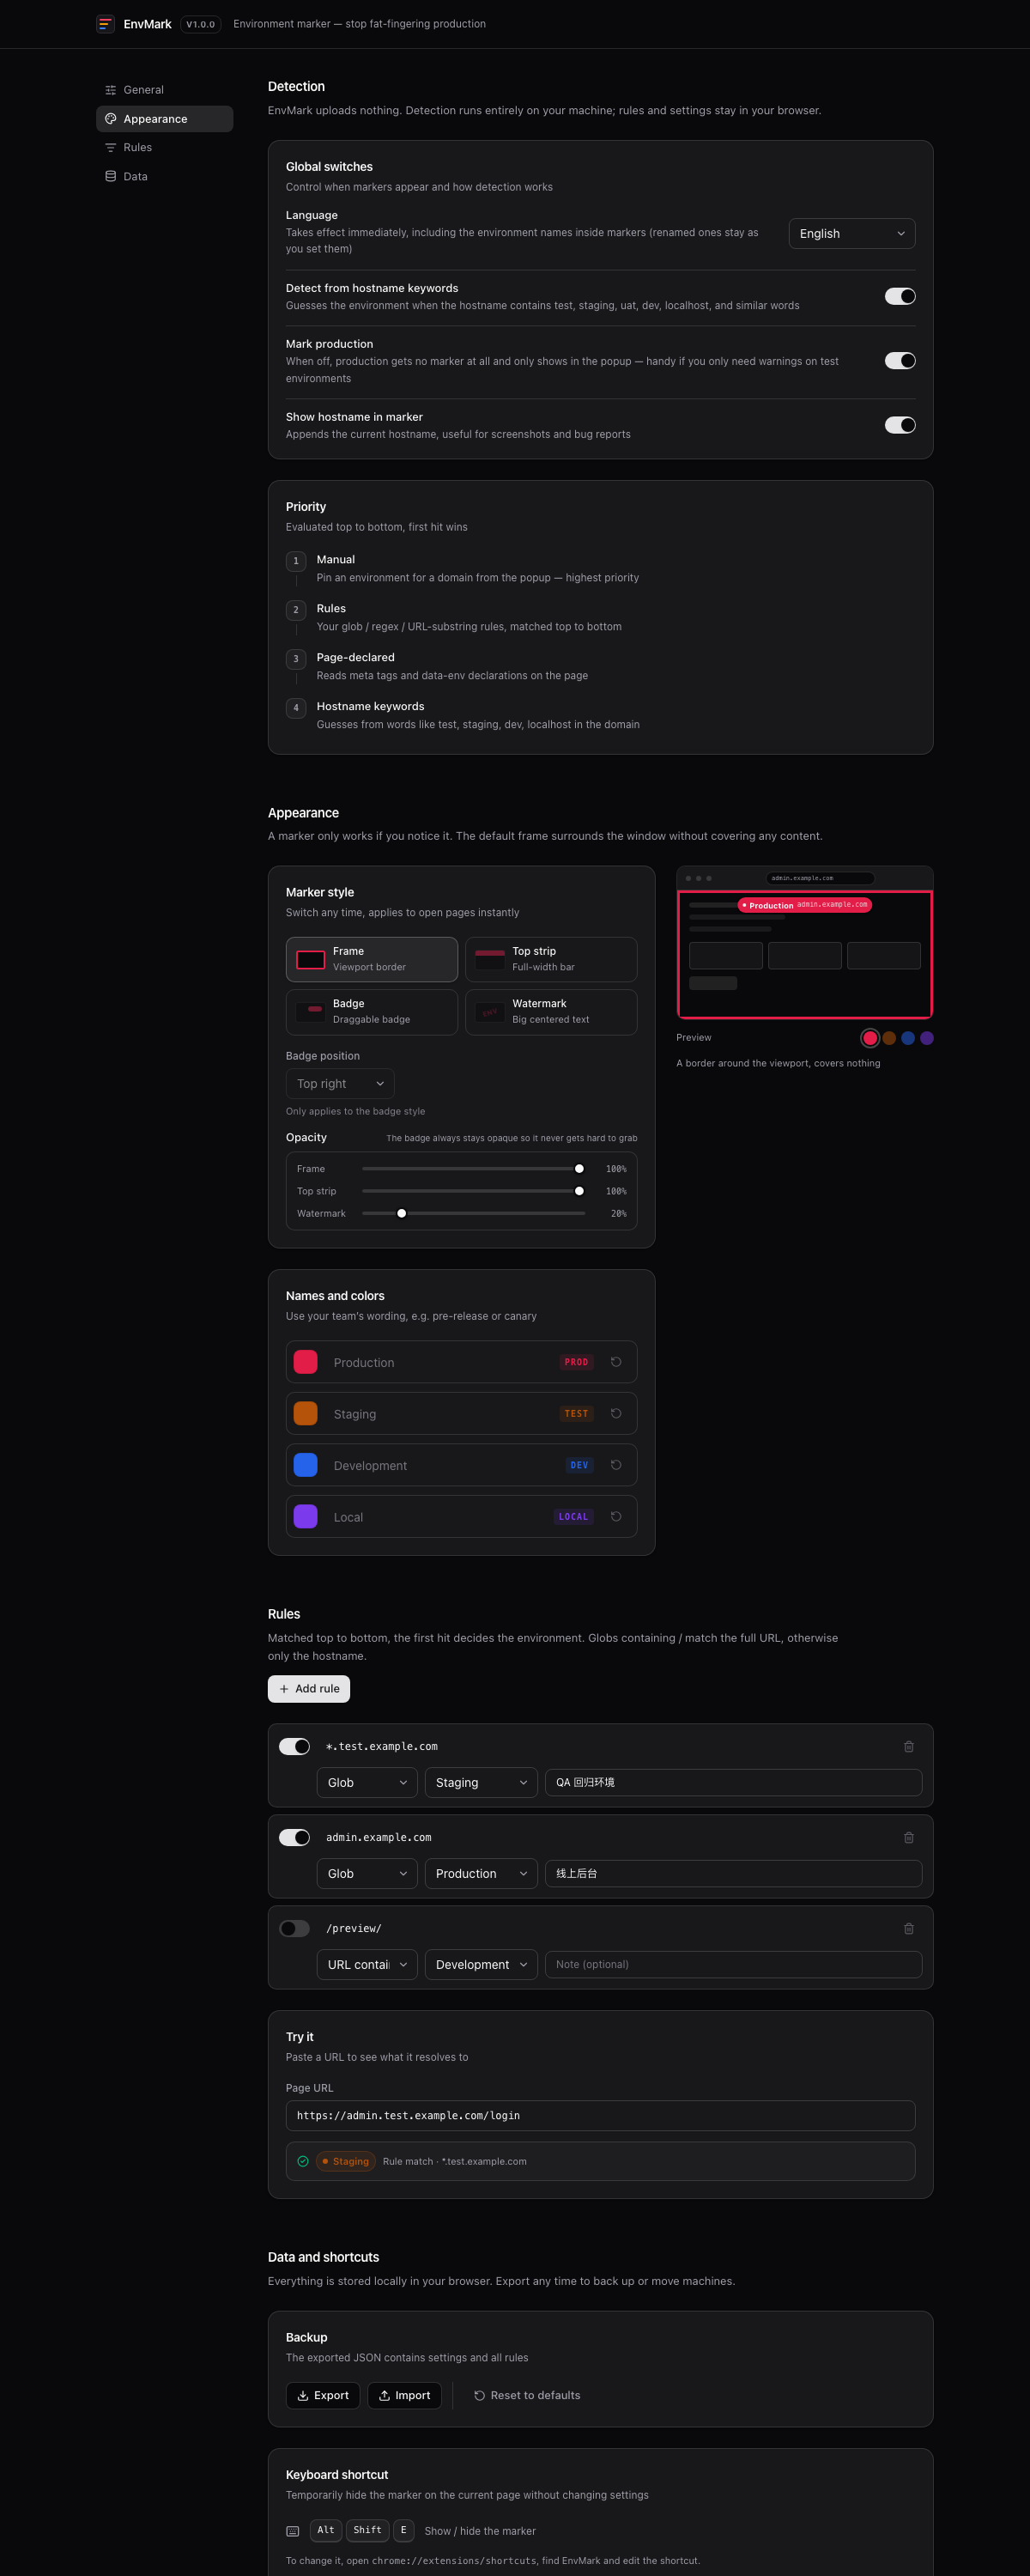 EnvMark V1.0.0 Environment marker — stop fat-fingering production
General
Appearance
Rules
Data
Detection
EnvMark uploads nothing. Detection runs entirely on your machine; rules and settings stay in your browser.
Global switches
Control when markers appear and how detection works
Language
Takes effect immediately, including the environment names inside markers (renamed ones stay as
you set them)
English
Detect from hostname keywords
Guesses the environment when the hostname contains test, staging, uat, dev, localhost, and similar words
Mark production
When off, production gets no marker at all and only shows in the popup — handy if you only need warnings on test
environments
Show hostname in marker
Appends the current hostname, useful for screenshots and bug reports
Priority
Evaluated top to bottom, first hit wins
1 Manual
Pin an environment for a domain from the popup — highest priority
2 Rules
Your glob / regex / URL-substring rules, matched top to bottom
3 Page-declared
Reads meta tags and data-env declarations on the page
4 Hostname keywords
Guesses from words like test, staging, dev, localhost in the domain
Appearance
A marker only works if you notice it. The default frame surrounds the window without covering any content.
Marker style
Switch any time, applies to open pages instantly
Frame
Viewport border
Top strip
Full-width bar
Badge
Draggable badge
Watermark
Big centered text
Badge position
Top right
Only applies to the badge style
Opacity The badge always stays opaque so it never gets hard to grab
Frame 100%
Top strip 100%
Watermark 20%
admin.example.com
Production admin.example.com
Preview
A border around the viewport, covers nothing
Names and colors
Use your team's wording, e.g. pre-release or canary
Production PROD
Staging TEST
Development DEV
Local LOCAL
Rules
Matched top to bottom, the first hit decides the environment. Globs containing / match the full URL, otherwise
only the hostname.
Add rule
*.test.example.com
Glob Staging QA 回归环境
admin.example.com
Glob Production 线上后台
/preview/
URL contai Development Note (optional)
Try it
Paste a URL to see what it resolves to
Page URL
https://admin.test.example.com/login
Staging Rule match · *.test.example.com
Data and shortcuts
Everything is stored locally in your browser. Export any time to back up or move machines.
Backup
The exported JSON contains settings and all rules
Export Import Reset to defaults
Keyboard shortcut
Temporarily hide the marker on the current page without changing settings
Alt Shift E Show / hide the marker
To change it, open chrome://extensions/shortcuts, find EnvMark and edit the shortcut.